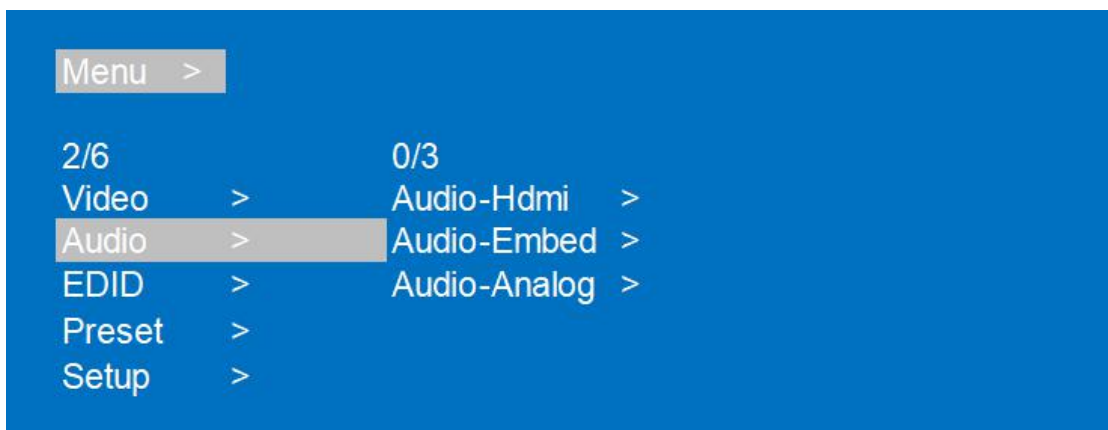 Menu >
2/6 0/3
Video > Audio-Hdmi >
Audio > Audio-Embed >
EDID > Audio-Analog >
Preset >
Setup >